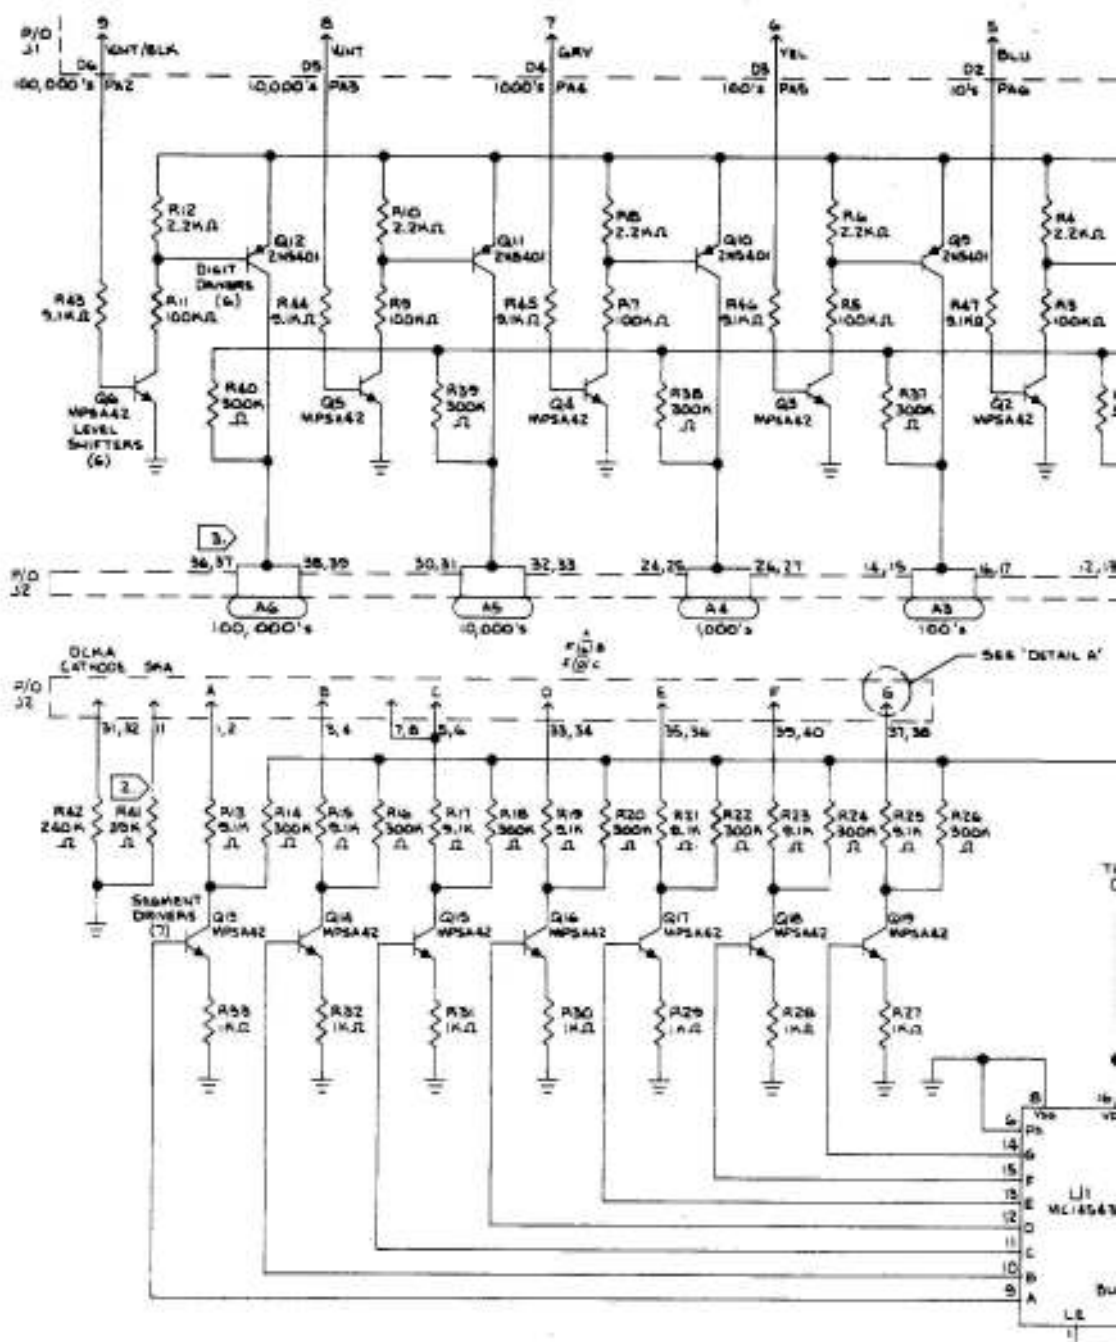 9 8 7 6 5
P/O J1
WHT/BLK WHT GRY YEL BLU
D6 D5 D4 D3 D2
100,000's PA2 10,000's PA3 1000's PA4 100's PA5 10's PA6
R12 2.2KΩ R10 2.2KΩ R8 2.2KΩ R6 2.2KΩ R4 2.2KΩ
Q12 2N5401 Q11 2N5401 Q10 2N5401 Q9 2N5401
DIGIT DRIVERS (6)
R43 9.1KΩ R11 100KΩ R44 9.1KΩ R9 100KΩ R45 9.1KΩ R7 100KΩ R46 9.1KΩ R5 100KΩ R47 9.1KΩ R3 100KΩ
R40 300K Ω R39 300K Ω R38 300K Ω R37 300K Ω
Q6 MPSA42 Q5 MPSA42 Q4 MPSA42 Q3 MPSA42 Q2 MPSA42
LEVEL SHIFTERS (6)
3.
P/O J2
36,37 38,39 30,31 32,33 24,25 26,27 14,15 16,17 12,13
A6 A5 A4 A3
100,000's 10,000's 1,000's 100's
CATHODE
SEE 'DETAIL A'
P/O J2
A B C D E F G
31,32 11 1,2 3,4 7,8 5,6 33,34 35,36 39,40 37,38
2
R42 240K Ω R41 R13 9.1K Ω R14 300K Ω R15 9.1K Ω R16 300K Ω R17 9.1K Ω R18 300K Ω R19 9.1K Ω R20 300K Ω R21 9.1K Ω R22 300K Ω R23 9.1K Ω R24 300K Ω R25 9.1K Ω R26 300K Ω
SEGMENT DRIVERS (7)
Q13 MPSA42 Q14 MPSA42 Q15 MPSA42 Q16 MPSA42 Q17 MPSA42 Q18 MPSA42 Q19 MPSA42
R33 1KΩ R32 1KΩ R31 1KΩ R30 1KΩ R29 1KΩ R28 1KΩ R27 1KΩ
8 16
VSS
6
14 G
15 F
13 E
12 D
11 C
10 B
9 A
U1
MC14543
LE
1